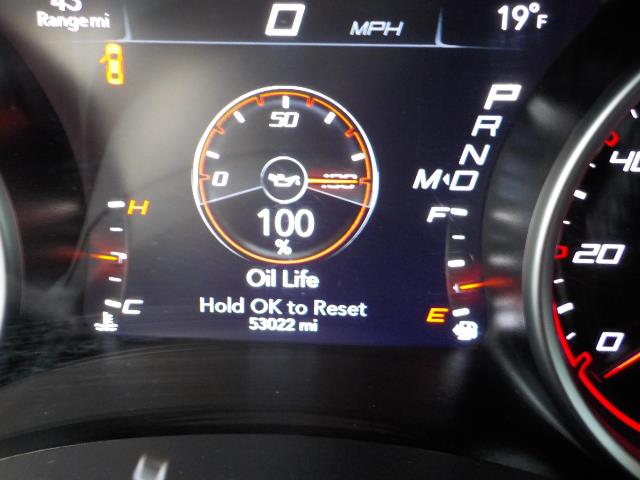 Range mi
0 MPH
19°F
50
0
100
100
%
Oil Life
Hold OK to Reset
53022 mi
H
C
P
R
N
M D
F
E
40
20
0